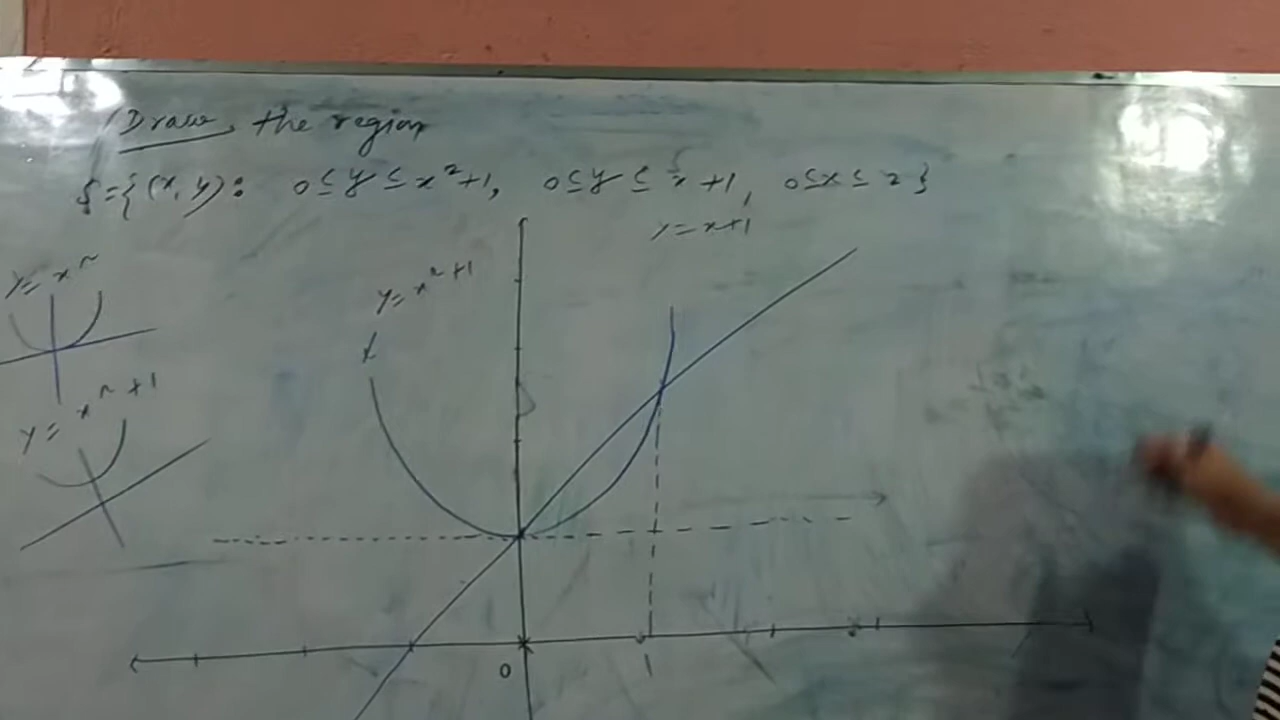 Draw the region
S={(x, y): 0≤y≤x²+1, 0≤y≤x+1, 0≤x≤2}
y=x+1
y=x²
y=x²+1
y=x²+1
0
1